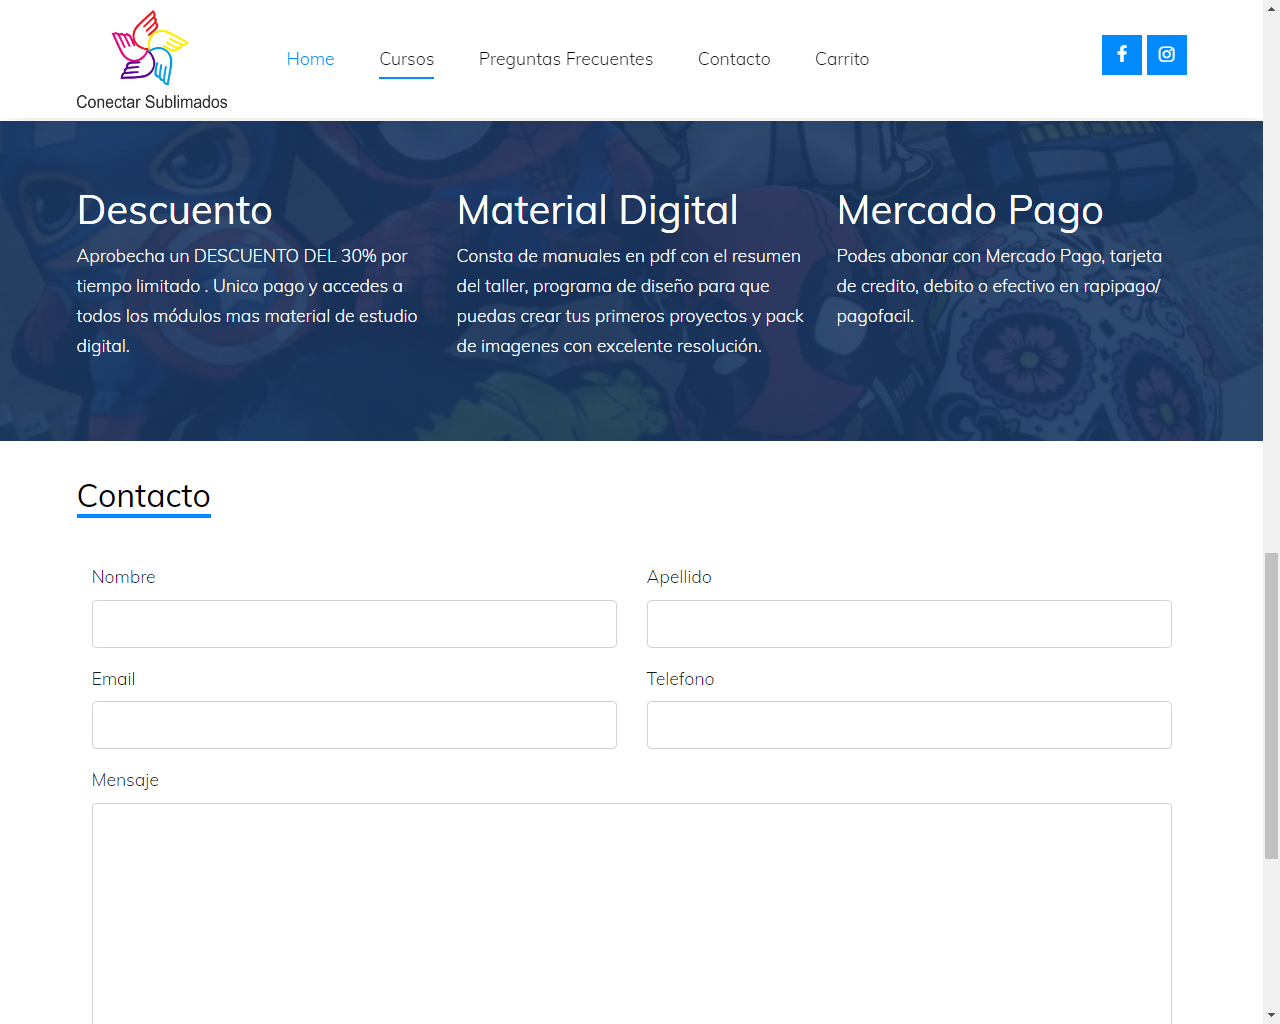 Conectar Sublimados
Home
Cursos
Preguntas Frecuentes
Contacto
Carrito
Descuento
Aprobecha un DESCUENTO DEL 30% por
tiempo limitado . Unico pago y accedes a
todos los módulos mas material de estudio
digital.
Material Digital
Consta de manuales en pdf con el resumen
del taller, programa de diseño para que
puedas crear tus primeros proyectos y pack
de imagenes con excelente resolución.
Mercado Pago
Podes abonar con Mercado Pago, tarjeta
de credito, debito o efectivo en rapipago/
pagofacil.
Contacto
Nombre
Apellido
Email
Telefono
Mensaje